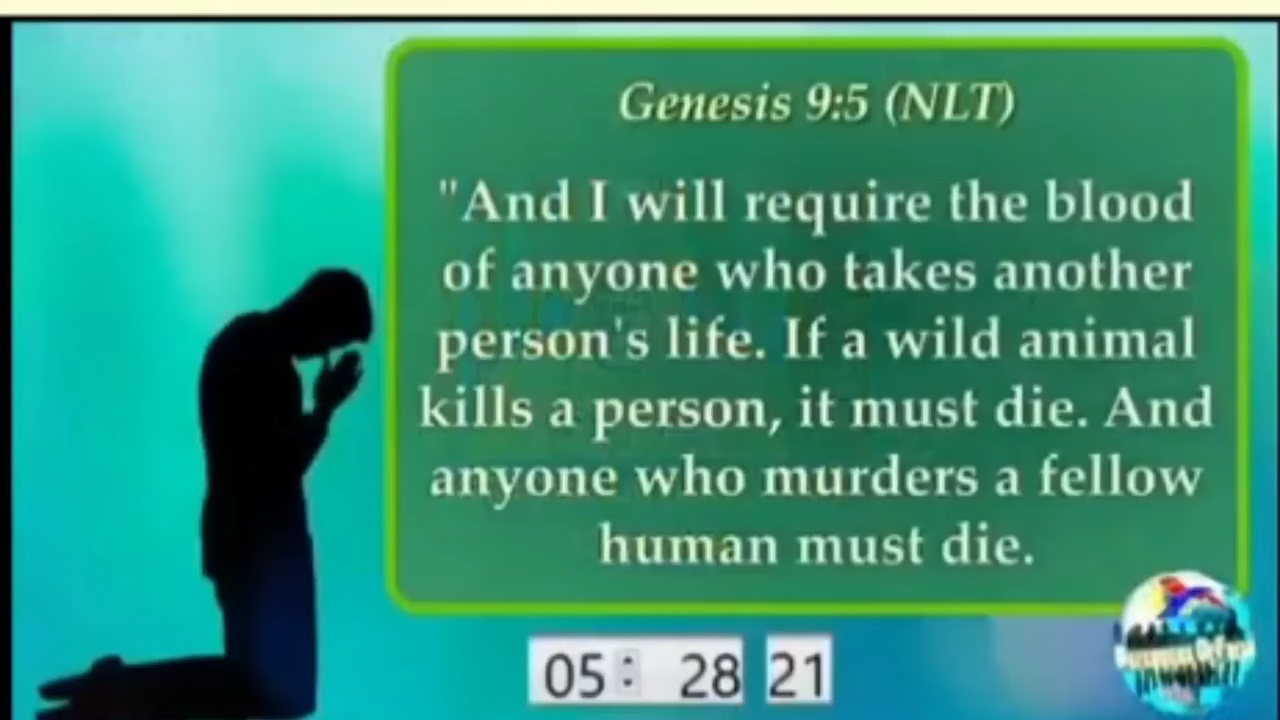 Genesis 9:5 (NLT)
"And I will require the blood
of anyone who takes another
person's life. If a wild animal
kills a person, it must die. And
anyone who murders a fellow
human must die.
05: 28 21